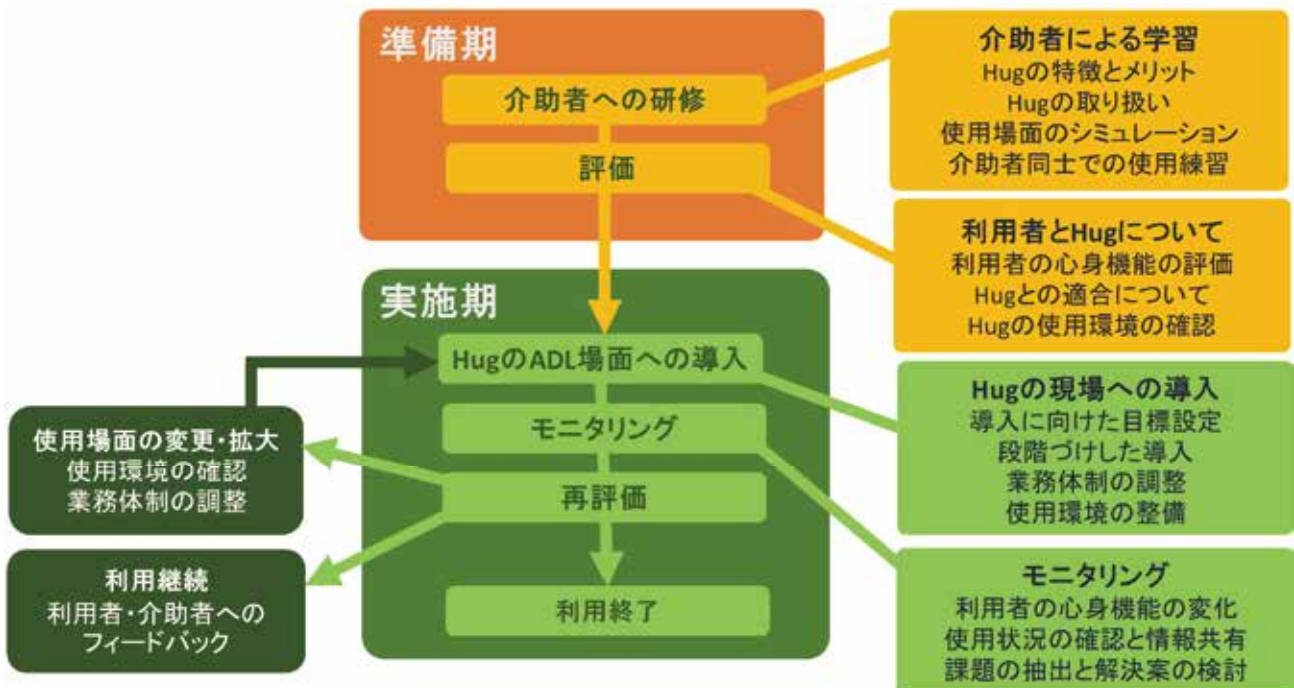 準備期
介助者への研修
評価
介助者による学習
Hugの特徴とメリット
Hugの取り扱い
使用場面のシミュレーション
介助者同士での使用練習
利用者とHugについて
利用者の心身機能の評価
Hugとの適合について
Hugの使用環境の確認
実施期
HugのADL場面への導入
モニタリング
再評価
利用終了
使用場面の変更・拡大
使用環境の確認
業務体制の調整
利用継続
利用者・介助者への
フィードバック
Hugの現場への導入
導入に向けた目標設定
段階づけした導入
業務体制の調整
使用環境の整備
モニタリング
利用者の心身機能の変化
使用状況の確認と情報共有
課題の抽出と解決案の検討